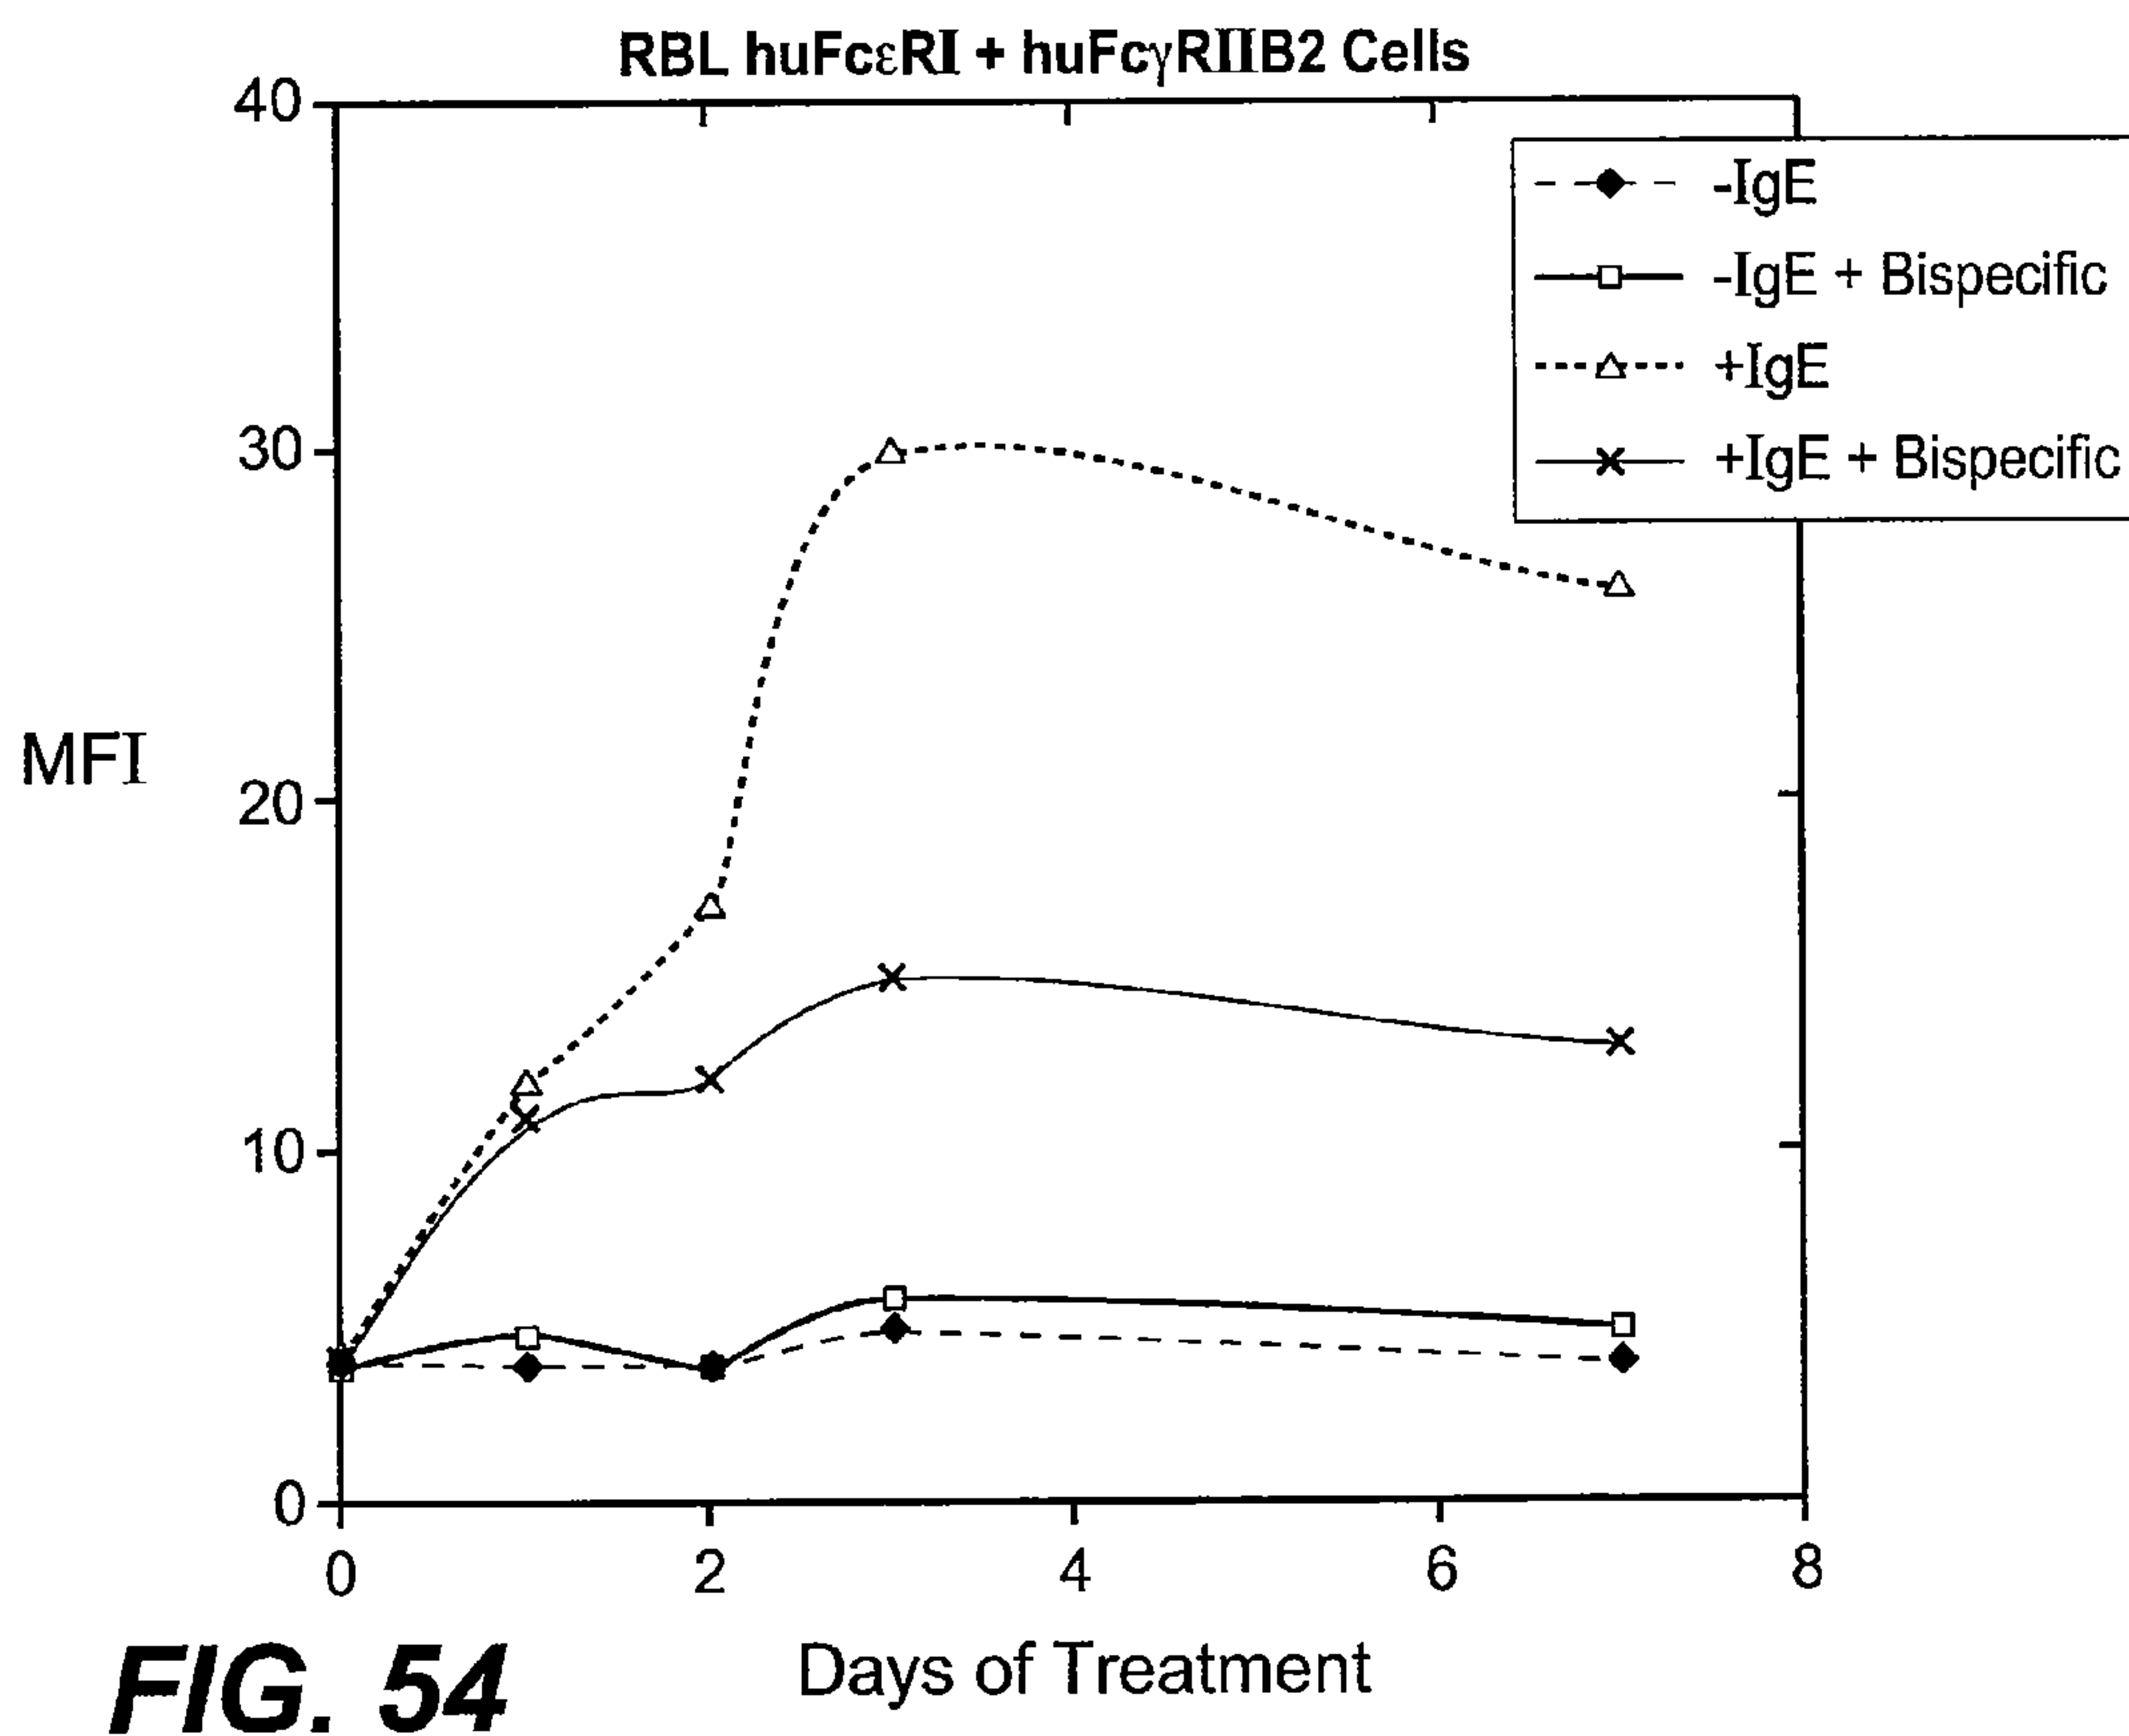 RBL huFcεRI + huFcγRIIB2 Cells
40
30
20
10
0
MFI
-IgE
-IgE + Bispecific
+IgE
+IgE + Bispecific
0 2 4 6 8
Days of Treatment
FIG. 54